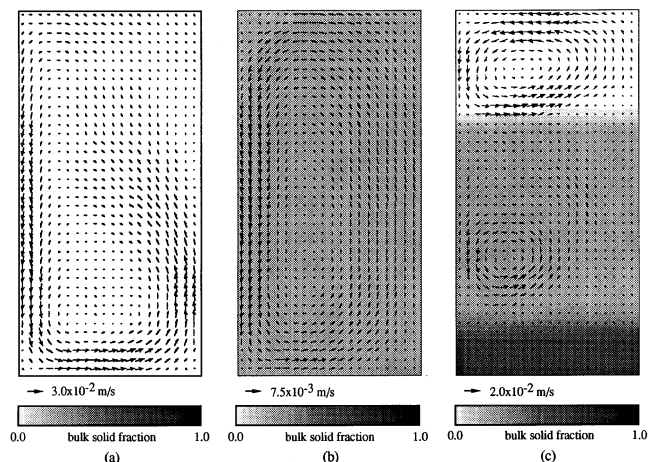 3.0x10⁻² m/s
7.5x10⁻³ m/s
2.0x10⁻² m/s
0.0 bulk solid fraction 1.0
0.0 bulk solid fraction 1.0
0.0 bulk solid fraction 1.0
(a)
(b)
(c)